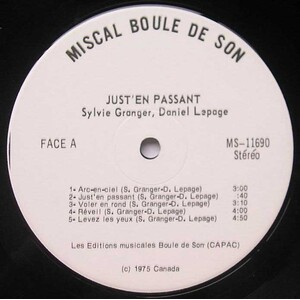 MISCAL BOULE DE SON
JUST'EN PASSANT
Sylvie Granger, Daniel Lepage
FACE A
MS-11690
Stéréo
1- Arc-en-ciel (S. Granger-D. Lepage) 3:00
2- Just'en passant (S. Granger-D. Lepage) :40
3- Voler en rond (S. Granger-D. Lepage) 3:10
4- Réveil (S. Granger-D. Lepage) 4:00
5- Levez les yeux (S. Granger-D. Lepage) 2:50
Les Editions musicales Boule de Son (CAPAC)
(c) 1975 Canada